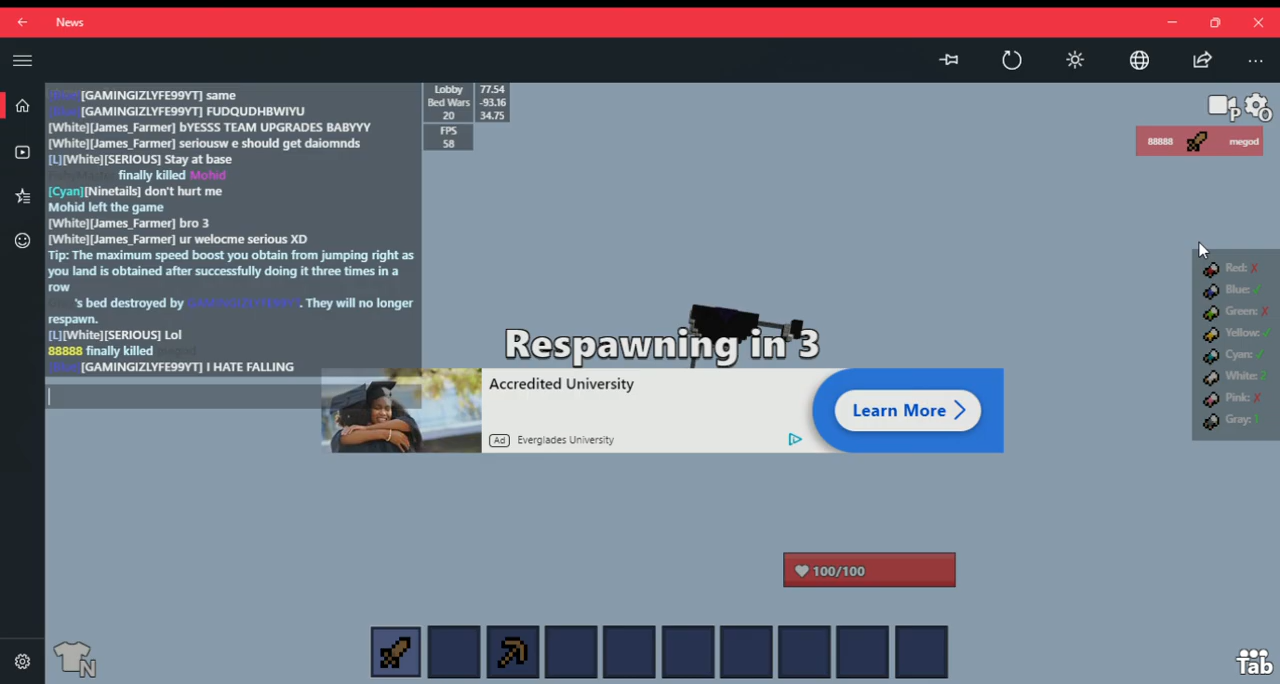 News
[GAMINGIZLYFE99YT] same
[GAMINGIZLYFE99YT] FUDQUDHBWIYU
[White][James_Farmer] bYESSS TEAM UPGRADES BABYYY
[White][James_Farmer] seriousw e should get daiomnds
[L][White][SERIOUS] Stay at base
finally killed Mohid
[Cyan][Ninetails] don't hurt me
Mohid left the game
[White][James_Farmer] bro 3
[White][James_Farmer] ur welocme serious XD
Tip: The maximum speed boost you obtain from jumping right as
you land is obtained after successfully doing it three times in a
row
's bed destroyed by GAMINGIZLYFE99YT. They will no longer
respawn.
[L][White][SERIOUS] Lol
88888 finally killed megod
[GAMINGIZLYFE99YT] I HATE FALLING
Lobby 77.54
Bed Wars -93.16
20 34.75
FPS
58
P
O
88888 megod
Red: X
Blue: ✓
Green: X
Yellow: ✓
Cyan: ✓
White: 2
Pink: X
Gray: 1
Respawning in 3
Accredited University
Ad Everglades University
Learn More
100/100
N
Tab